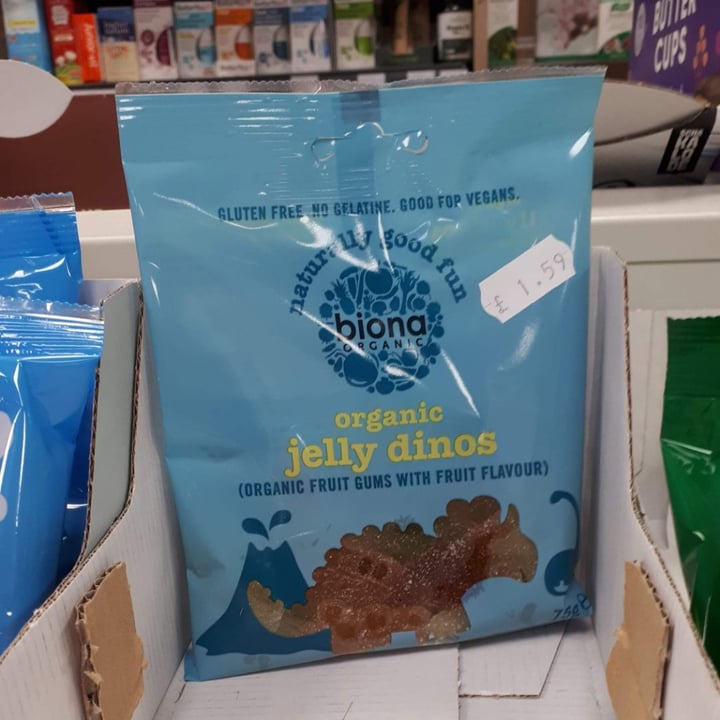 BUTTER
CUPS
GLUTEN FREE. NO GELATINE. GOOD FOR VEGANS.
naturally good fun
£ 1.59
biona
ORGANIC
organic
jelly dinos
(ORGANIC FRUIT GUMS WITH FRUIT FLAVOUR)
75g